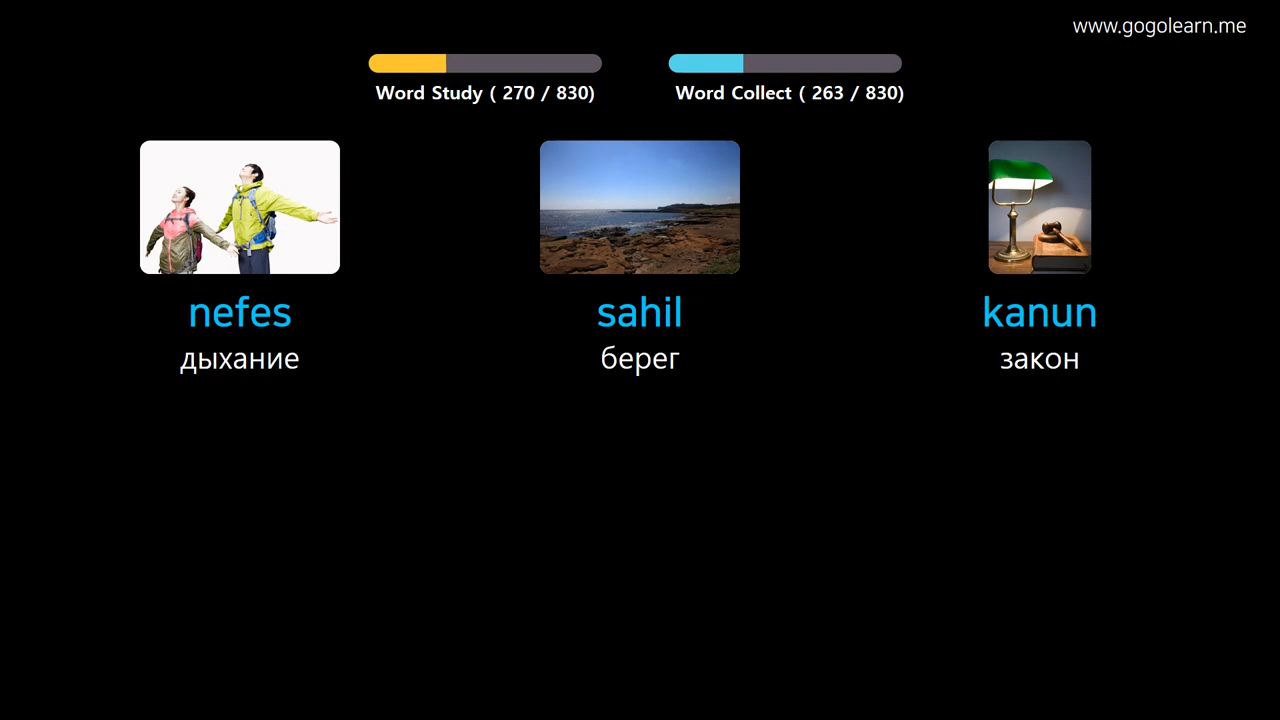 www.gogolearn.me
Word Study ( 270 / 830)
Word Collect ( 263 / 830)
nefes
дыхание
sahil
берег
kanun
закон